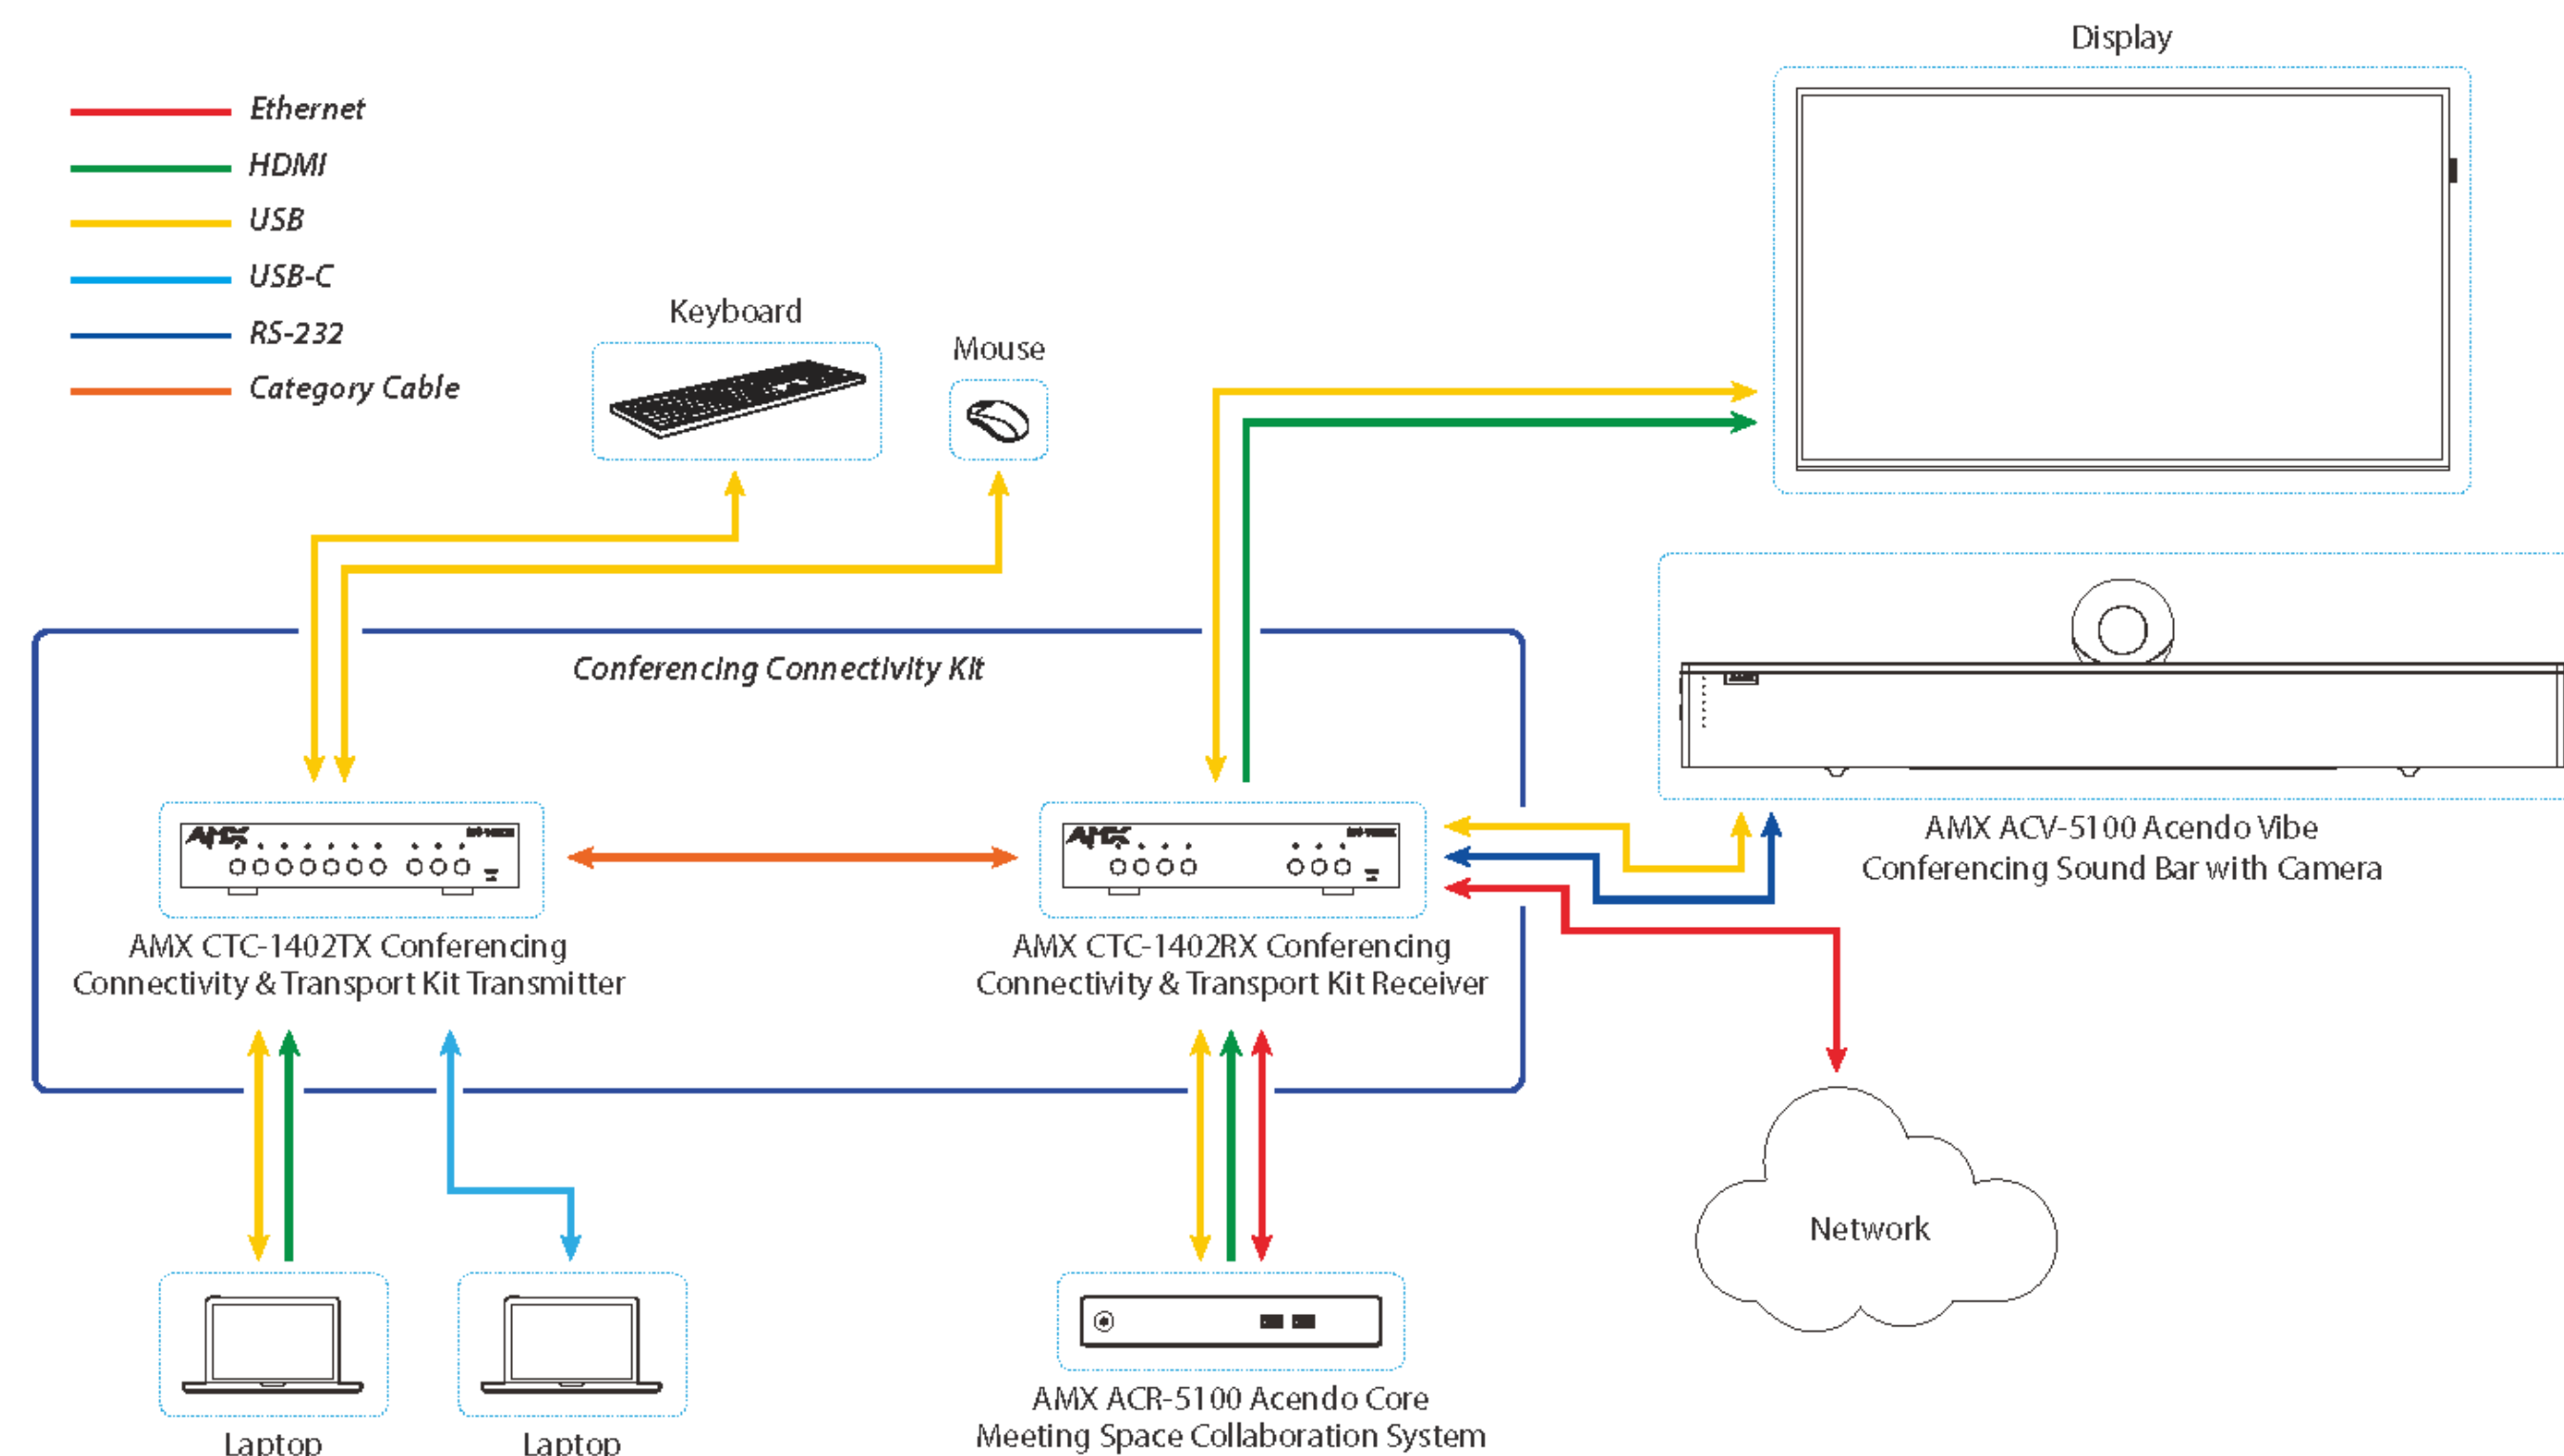 Display
Ethernet
HDMI
USB
USB-C
RS-232
Category Cable
Keyboard
Mouse
Conferencing Connectivity Kit
AMX
AMX
AMX CTC-1402TX Conferencing
Connectivity & Transport Kit Transmitter
AMX CTC-1402RX Conferencing
Connectivity & Transport Kit Receiver
AMX ACV-5100 Acendo Vibe
Conferencing Sound Bar with Camera
Network
Laptop
Laptop
AMX ACR-5100 Acendo Core
Meeting Space Collaboration System